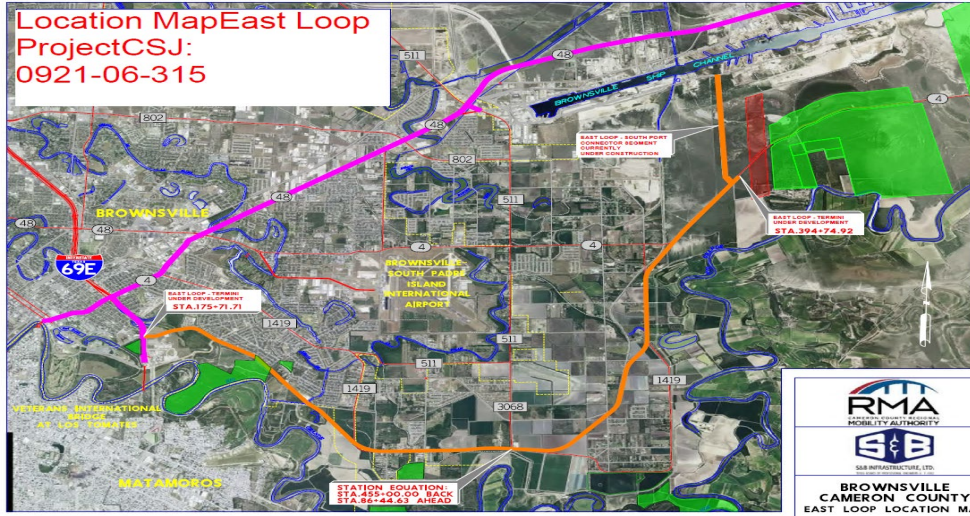 Location MapEast Loop
ProjectCSJ:
0921-06-315
48
511
48
BROWNSVILLE SHIP CHANNEL
4
802
48
802
EAST LOOP - SOUTH PORT
CONNECTOR SEGMENT
CURRENTLY
UNDER CONSTRUCTION
48
511
BROWNSVILLE
48
48
EAST LOOP - TERMINI
UNDER DEVELOPMENT
STA.394+74.92
4
4
INTERSTATE
69E
BROWNSVILLE
SOUTH PADRE
ISLAND
INTERNATIONAL
AIRPORT
4
EAST LOOP - TERMINI
UNDER DEVELOPMENT
STA.175+71.71
1419
511
511
1419
1419
3068
VETERANS INTERNATIONAL
BRIDGE
AT LOS TOMATES
MATAMOROS
STATION EQUATION:
STA.455+00.00 BACK
STA.86+44.63 AHEAD
RMA
CAMERON COUNTY REGIONAL
MOBILITY AUTHORITY
S&B
S&B INFRASTRUCTURE, LTD.
BROWNSVILLE
CAMERON COUNTY
EAST LOOP LOCATION M